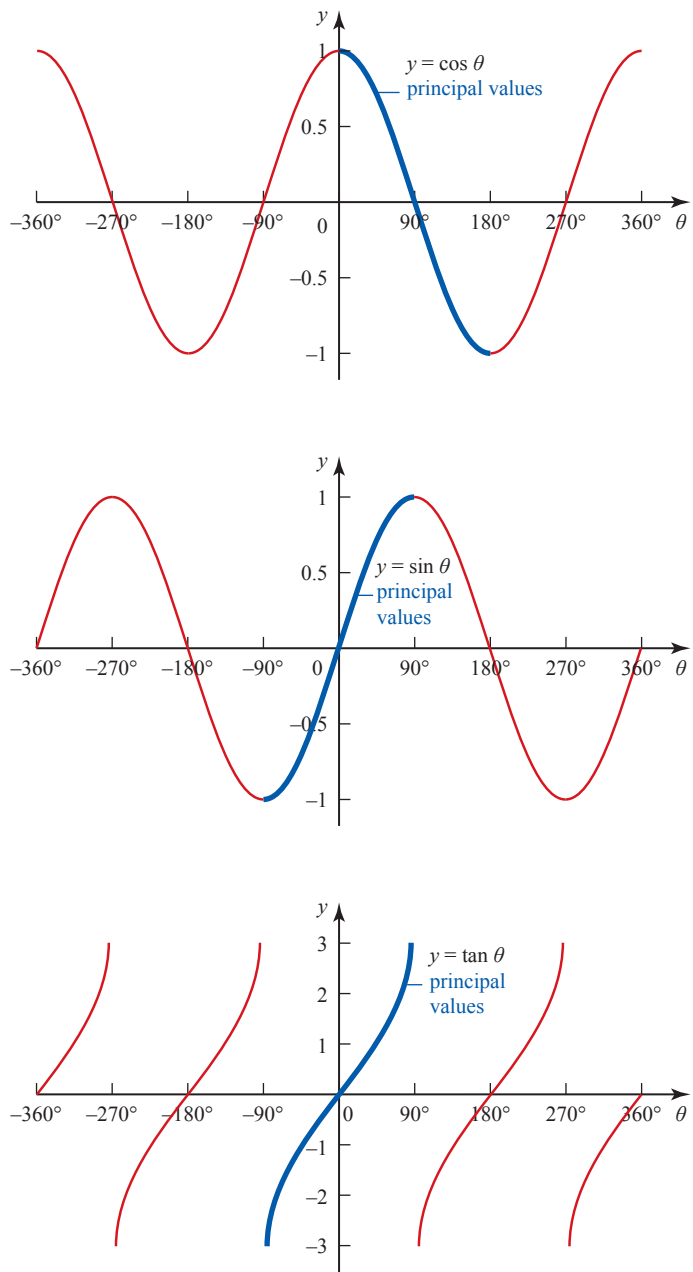 y
1
y = cos θ
principal values
0.5
–360° –270° –180° –90° 0 90° 180° 270° 360° θ
–0.5
–1
y
1
0.5
y = sin θ
principal
values
–360° –270° –180° –90° 0 90° 180° 270° 360° θ
–0.5
–1
y
3
y = tan θ
principal
values
2
1
–360° –270° –180° –90° 0 90° 180° 270° 360° θ
–1
–2
–3